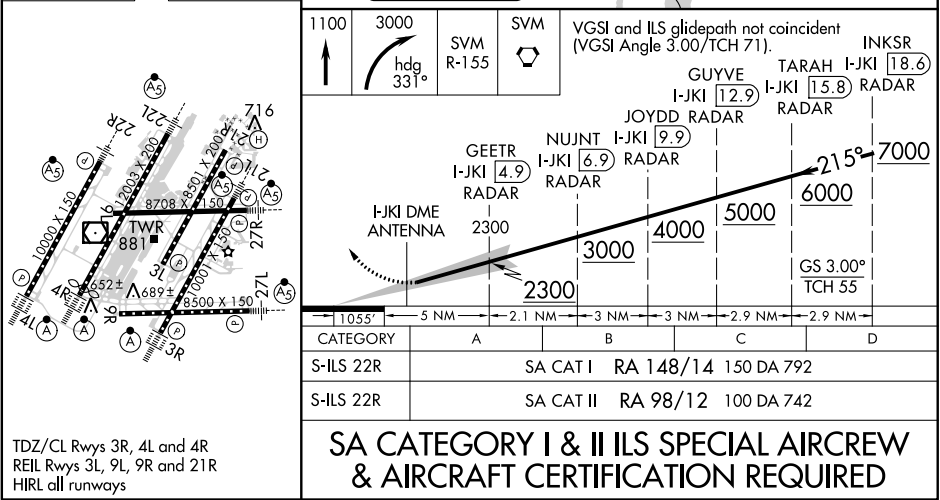 1100
3000
hdg
331°
SVM
R-155
SVM
VGSI and ILS glidepath not coincident
(VGSI Angle 3.00/TCH 71).
INKSR
I-JKI 18.6
RADAR
TARAH
I-JKI 15.8
RADAR
GUYVE
I-JKI 12.9
RADAR
JOYDD
I-JKI 9.9
RADAR
NUJNT
I-JKI 6.9
RADAR
GEETR
I-JKI 4.9
RADAR
I-JKI DME
ANTENNA
2300
215°
7000
6000
5000
4000
3000
2300
GS 3.00°
TCH 55
1055'
5 NM
2.1 NM
3 NM
3 NM
2.9 NM
2.9 NM
CATEGORY A B C D
S-ILS 22R SA CAT I RA 148/14 150 DA 792
S-ILS 22R SA CAT II RA 98/12 100 DA 742
SA CATEGORY I & II ILS SPECIAL AIRCREW
& AIRCRAFT CERTIFICATION REQUIRED
A5
22L
22R
716
21R
H
A5
P
P
21L
A5
P
A5
10000 X 150
12003 X 200
8501 X 200
8708 X 150
9L
TWR
881
27R
10001 X 150
3L
P
4R
652±
689±
27L
A5
8500 X 150
9R
P
P
4L
A
A
A
3R
TDZ/CL Rwys 3R, 4L and 4R
REIL Rwys 3L, 9L, 9R and 21R
HIRL all runways